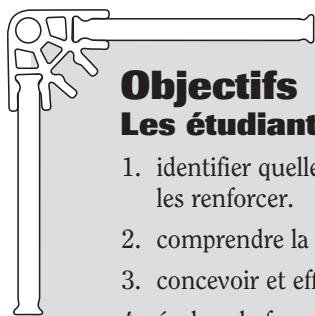 Objectifs
Les étudiant
1. identifier quelle
les renforcer.
2. comprendre la
3. concevoir et eff